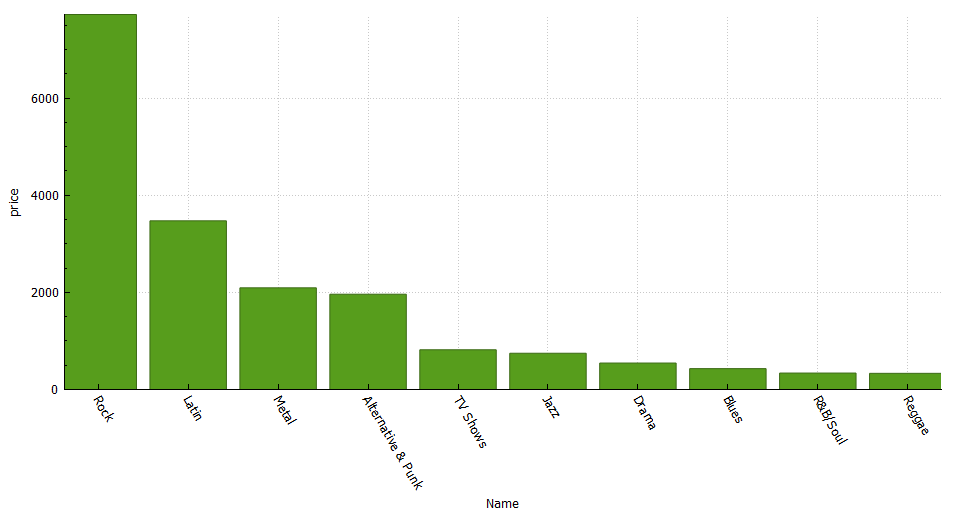 6000
4000
2000
0
price
Rock
Latin
Metal
Alternative & Punk
TV Shows
Jazz
Drama
Blues
R&B/Soul
Reggae
Name